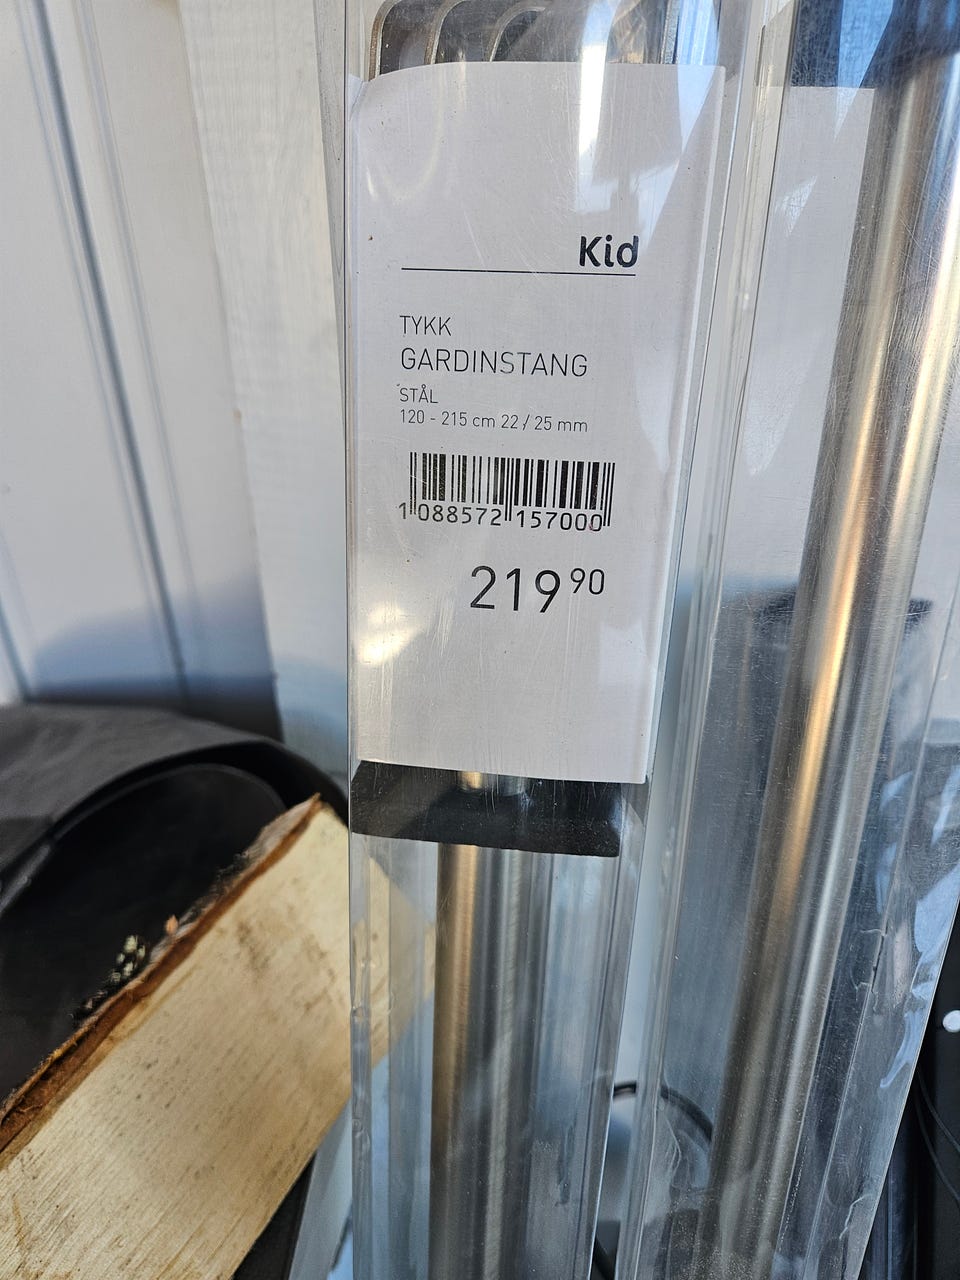 Kid
TYKK
GARDINSTANG
STÅL
120 - 215 cm 22 / 25 mm
1 088572 157000
219 90